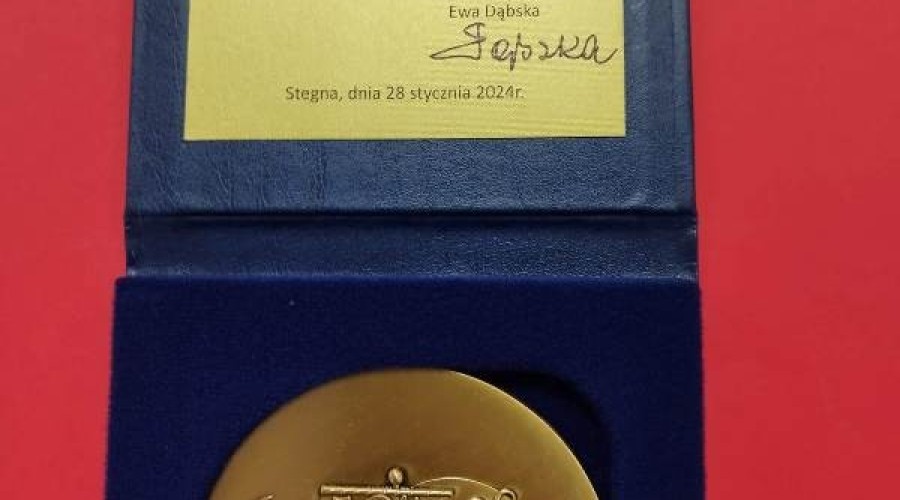 Ewa Dąbska
Dąbska
Stegna, dnia 28 stycznia 2024r.